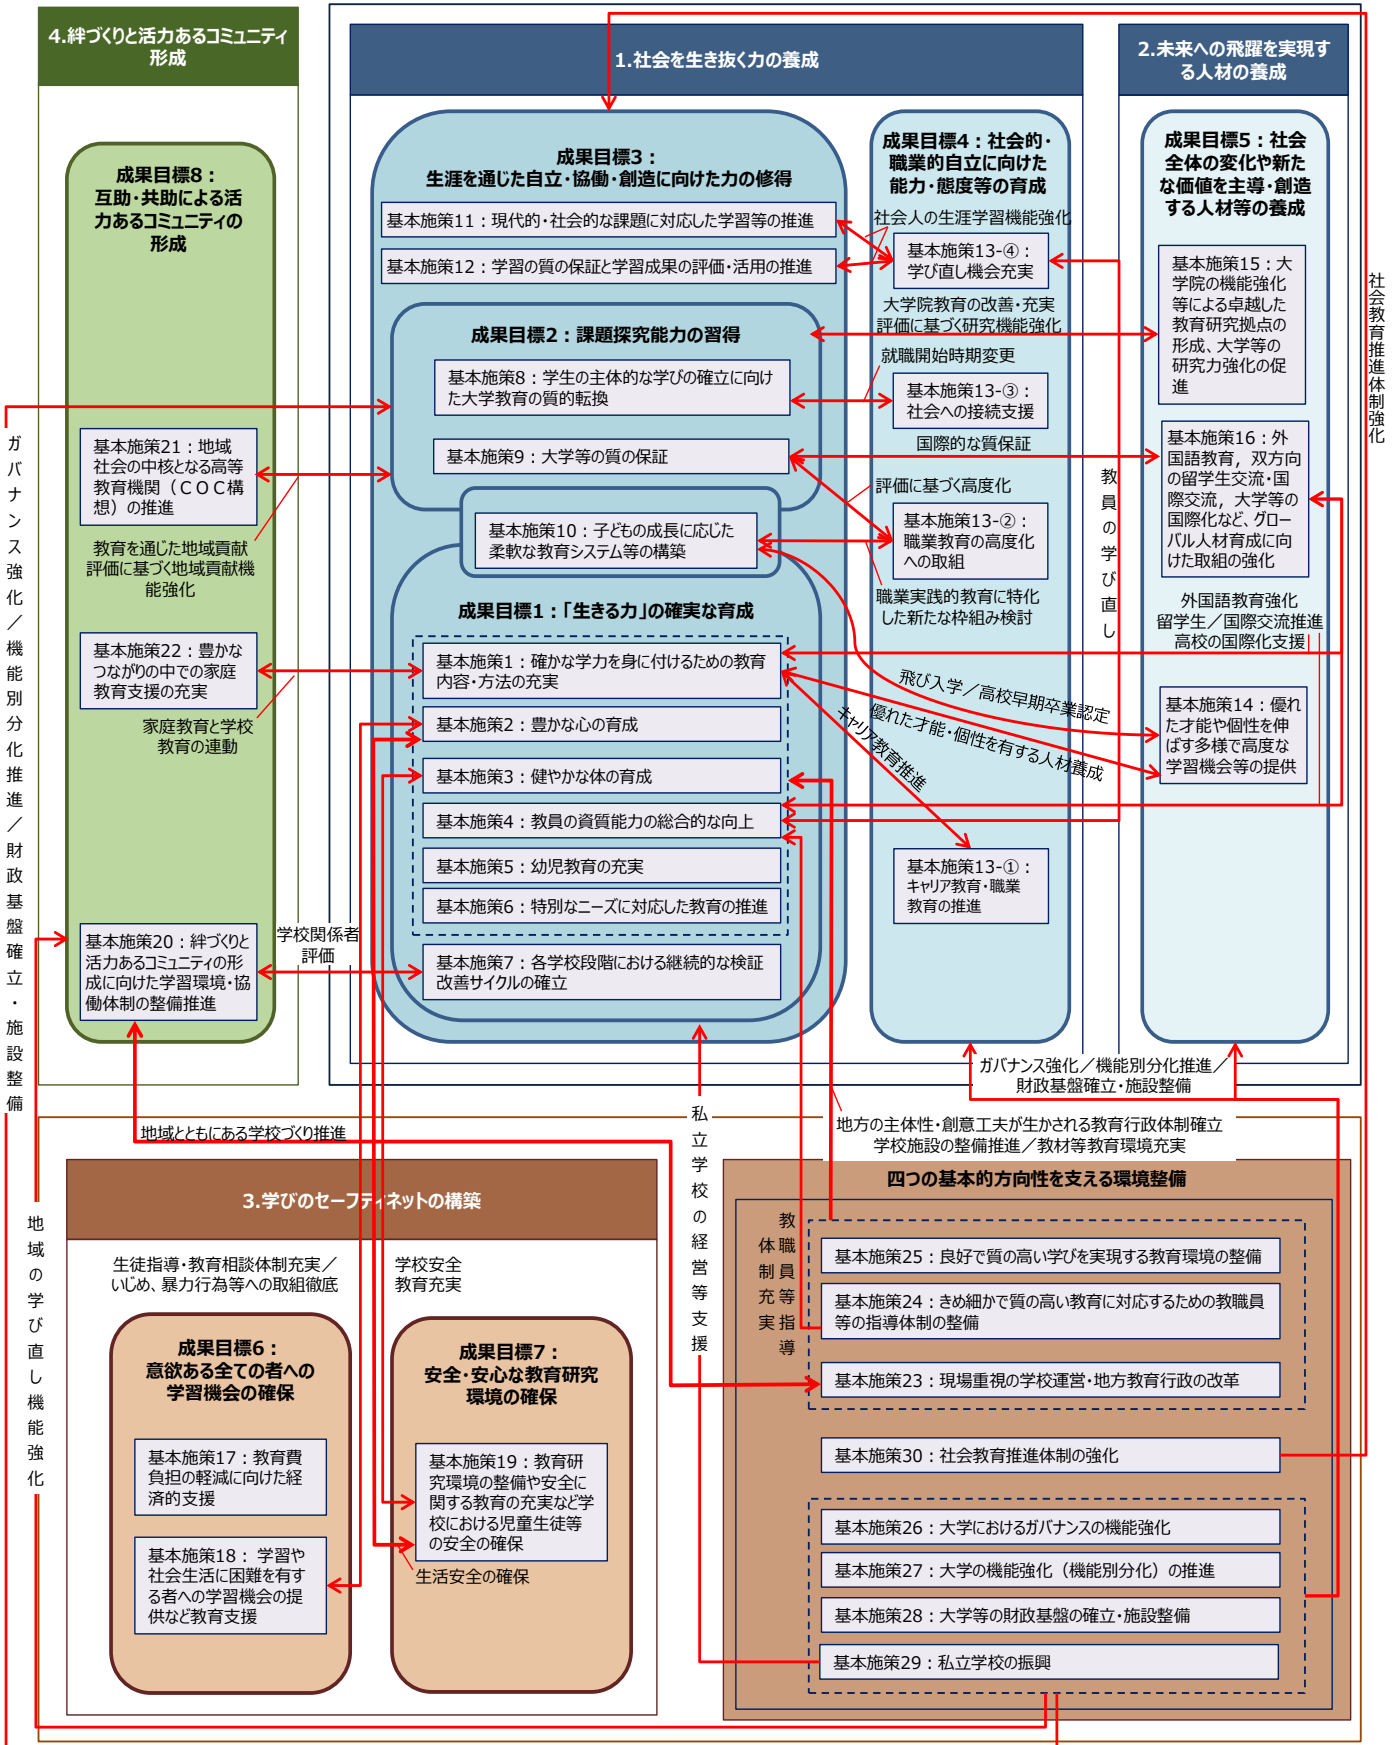 4.絆づくりと活力あるコミュニティ
形成
1.社会を生き抜く力の養成
2.未来への飛躍を実現す
る人材の養成
成果目標8：
互助・共助による活
力あるコミュニティの
形成
基本施策21：地域
社会の中核となる高等
教育機関（ＣＯＣ構
想）の推進
教育を通じた地域貢献
評価に基づく地域貢献機
能強化
基本施策22：豊かな
つながりの中での家庭
教育支援の充実
家庭教育と学校
教育の連動
基本施策20：絆づくりと
活力あるコミュニティの形
成に向けた学習環境・協
働体制の整備推進
学校関係者
評価
成果目標3：
生涯を通じた自立・協働・創造に向けた力の修得
基本施策11：現代的・社会的な課題に対応した学習等の推進
基本施策12：学習の質の保証と学習成果の評価・活用の推進
成果目標2：課題探究能力の習得
基本施策8：学生の主体的な学びの確立に向け
た大学教育の質的転換
基本施策9：大学等の質の保証
基本施策10：子どもの成長に応じた
柔軟な教育システム等の構築
成果目標1：「生きる力」の確実な育成
基本施策1：確かな学力を身に付けるための教育
内容・方法の充実
基本施策2：豊かな心の育成
基本施策3：健やかな体の育成
基本施策4：教員の資質能力の総合的な向上
基本施策5：幼児教育の充実
基本施策6：特別なニーズに対応した教育の推進
基本施策7：各学校段階における継続的な検証
改善サイクルの確立
成果目標4：社会的・
職業的自立に向けた
能力・態度等の育成
社会人の生涯学習機能強化
基本施策13-④：
学び直し機会充実
大学院教育の改善・充実
評価に基づく研究機能強化
就職開始時期変更
基本施策13-③：
社会への接続支援
国際的な質保証
評価に基づく高度化
基本施策13-②：
職業教育の高度化
への取組
職業実践的教育に特化
した新たな枠組み検討
飛び入学／高校早期卒業認定
優れた才能・個性を有する人材養成
キャリア教育推進
基本施策13-①：
キャリア教育・職業
教育の推進
教員の学び直し
成果目標5：社会
全体の変化や新た
な価値を主導・創造
する人材等の養成
基本施策15：大
学院の機能強化
等による卓越した
教育研究拠点の
形成、大学等の
研究力強化の促
進
基本施策16：外
国語教育，双方向
の留学生交流・国
際交流，大学等の
国際化など、グロー
バル人材育成に向
けた取組の強化
外国語教育強化
留学生／国際交流推進
高校の国際化支援
基本施策14：優れ
た才能や個性を伸
ばす多様で高度な
学習機会等の提供
社会教育推進体制強化
ガバナンス強化／機能別分化推進／財政基盤確立・施設整備
ガバナンス強化／機能別分化推進／
財政基盤確立・施設整備
地域とともにある学校づくり推進
私立学校の経営等支援
地方の主体性・創意工夫が生かされる教育行政体制確立
学校施設の整備推進／教材等教育環境充実
地域の学び直し機能強化
3.学びのセーフティネットの構築
生徒指導・教育相談体制充実／
いじめ、暴力行為等への取組徹底
学校安全
教育充実
成果目標6：
意欲ある全ての者への
学習機会の確保
基本施策17：教育費
負担の軽減に向けた経
済的支援
基本施策18： 学習や
社会生活に困難を有す
る者への学習機会の提
供など教育支援
成果目標7：
安全・安心な教育研究
環境の確保
基本施策19：教育研
究環境の整備や安全に
関する教育の充実など学
校における児童生徒等
の安全の確保
生活安全の確保
四つの基本的方向性を支える環境整備
教職員等指導
体制充実
基本施策25：良好で質の高い学びを実現する教育環境の整備
基本施策24：きめ細かで質の高い教育に対応するための教職員
等の指導体制の整備
基本施策23：現場重視の学校運営・地方教育行政の改革
基本施策30：社会教育推進体制の強化
基本施策26：大学におけるガバナンスの機能強化
基本施策27：大学の機能強化（機能別分化）の推進
基本施策28：大学等の財政基盤の確立・施設整備
基本施策29：私立学校の振興